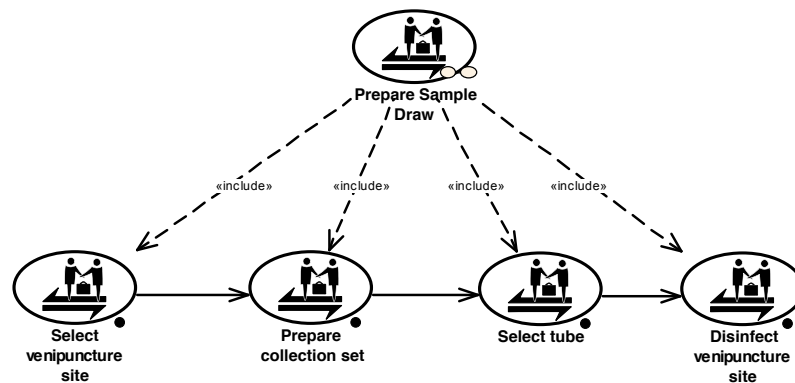 Prepare Sample
Draw
«include»
«include»
«include»
«include»
Select
venipuncture
site
Prepare
collection set
Select tube
Disinfect
venipuncture
site